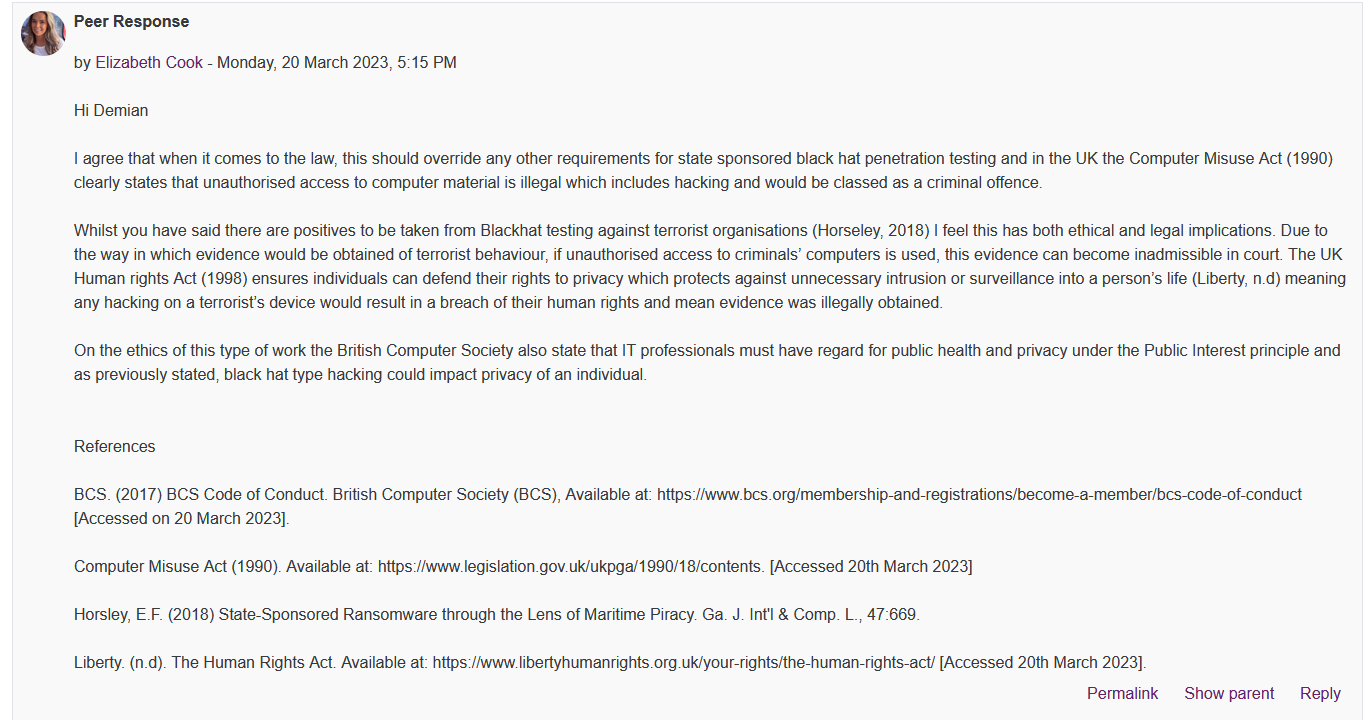 Peer Response
by Elizabeth Cook - Monday, 20 March 2023, 5:15 PM
Hi Demian
I agree that when it comes to the law, this should override any other requirements for state sponsored black hat penetration testing and in the UK the Computer Misuse Act (1990)
clearly states that unauthorised access to computer material is illegal which includes hacking and would be classed as a criminal offence.
Whilst you have said there are positives to be taken from Blackhat testing against terrorist organisations (Horseley, 2018) I feel this has both ethical and legal implications. Due to
the way in which evidence would be obtained of terrorist behaviour, if unauthorised access to criminals’ computers is used, this evidence can become inadmissible in court. The UK
Human rights Act (1998) ensures individuals can defend their rights to privacy which protects against unnecessary intrusion or surveillance into a person’s life (Liberty, n.d) meaning
any hacking on a terrorist’s device would result in a breach of their human rights and mean evidence was illegally obtained.
On the ethics of this type of work the British Computer Society also state that IT professionals must have regard for public health and privacy under the Public Interest principle and
as previously stated, black hat type hacking could impact privacy of an individual.
References
BCS. (2017) BCS Code of Conduct. British Computer Society (BCS), Available at: https://www.bcs.org/membership-and-registrations/become-a-member/bcs-code-of-conduct
[Accessed on 20 March 2023].
Computer Misuse Act (1990). Available at: https://www.legislation.gov.uk/ukpga/1990/18/contents. [Accessed 20th March 2023]
Horsley, E.F. (2018) State-Sponsored Ransomware through the Lens of Maritime Piracy. Ga. J. Int'l & Comp. L., 47:669.
Liberty. (n.d). The Human Rights Act. Available at: https://www.libertyhumanrights.org.uk/your-rights/the-human-rights-act/ [Accessed 20th March 2023].
Permalink Show parent Reply